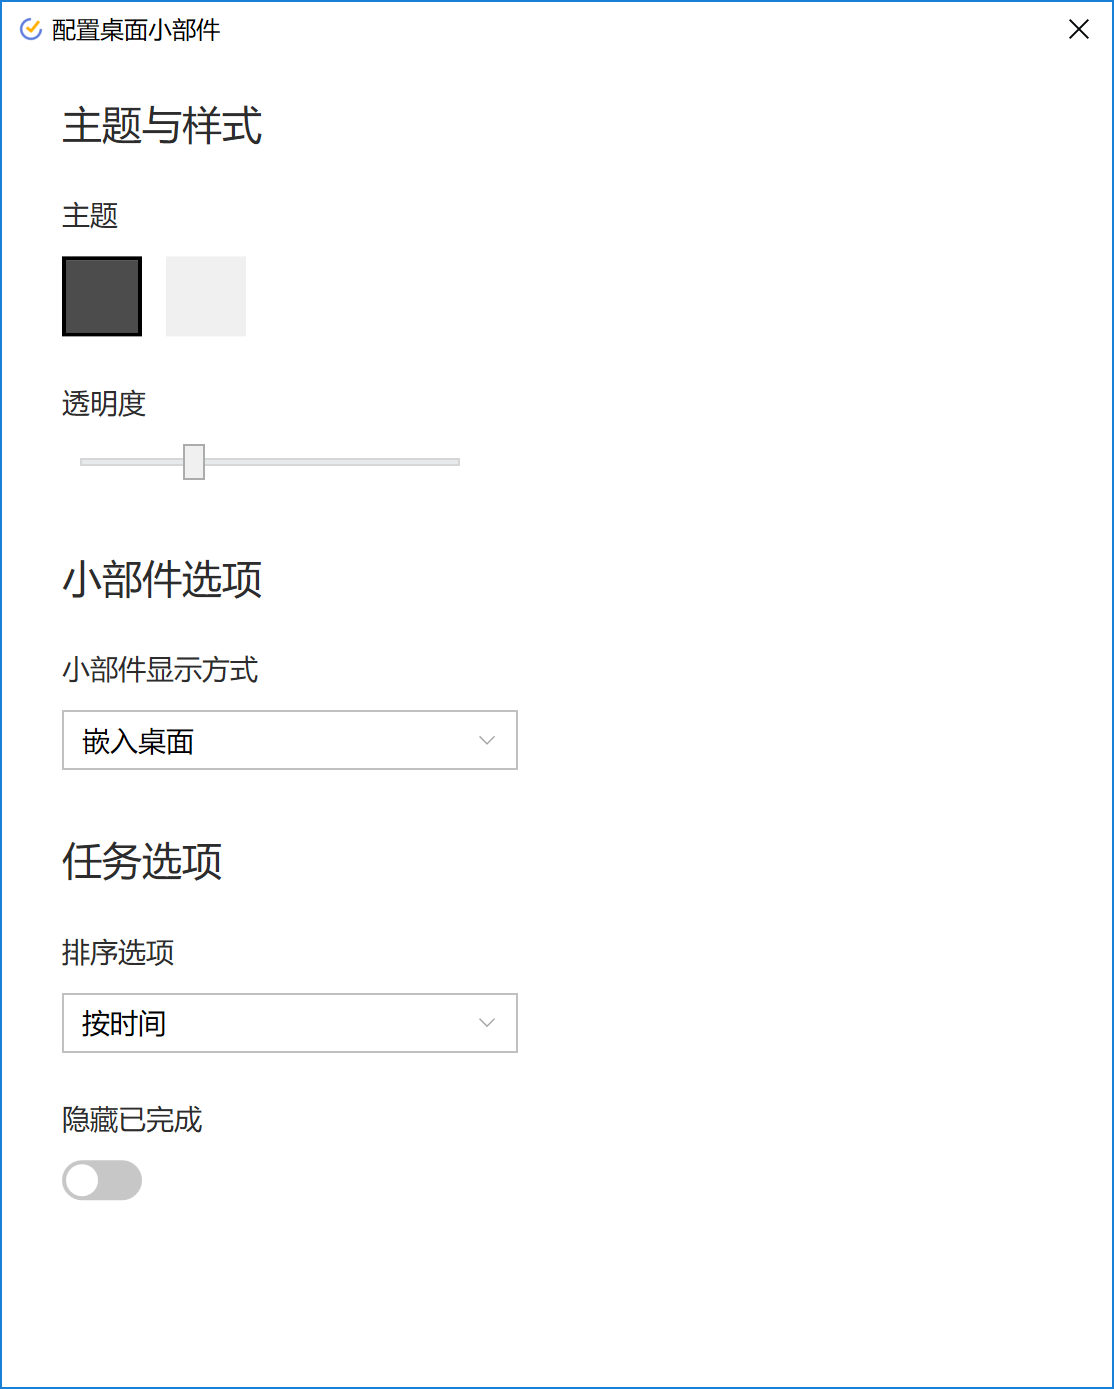 配置桌面小部件
主题与样式
主题
透明度
小部件选项
小部件显示方式
嵌入桌面
任务选项
排序选项
按时间
隐藏已完成